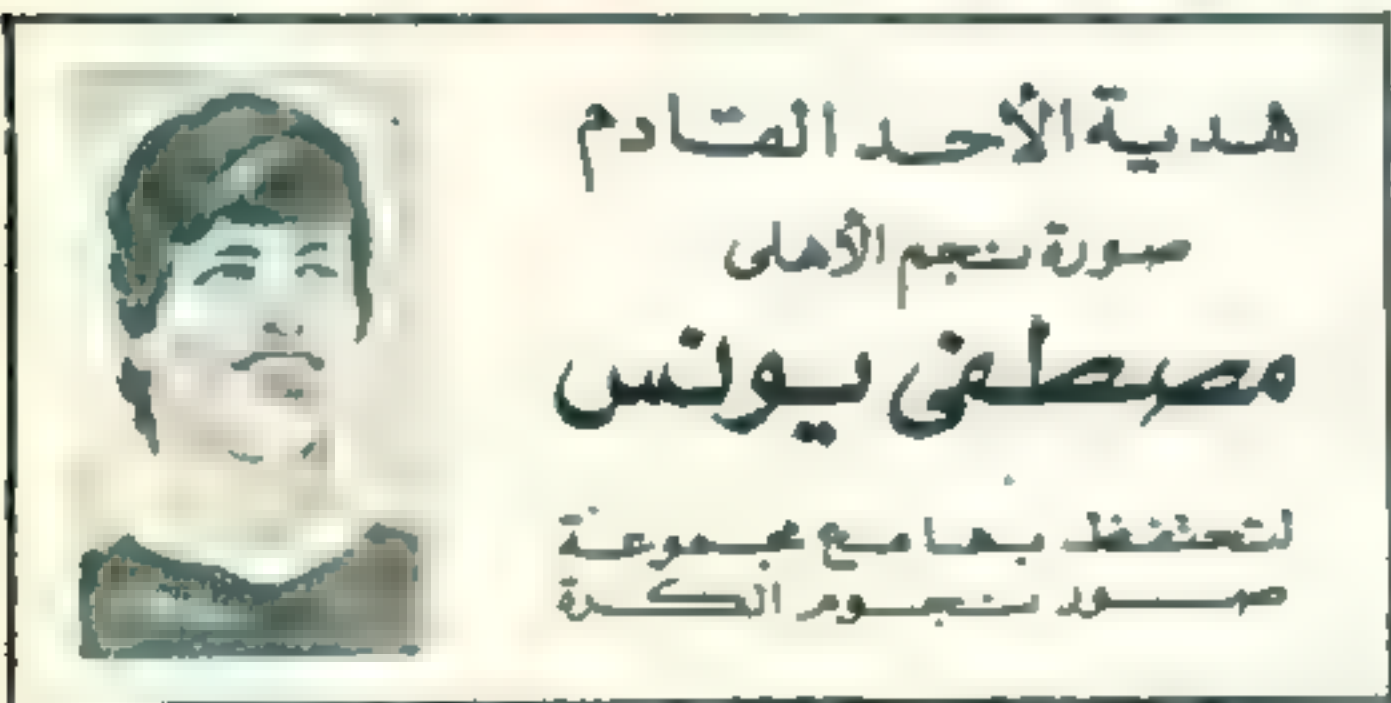 هدية الأحد القادم
صورة نجم الأهلى
مصطفى يونس
لتحتفظ بها مع مجموعة
صور نجوم الكرة